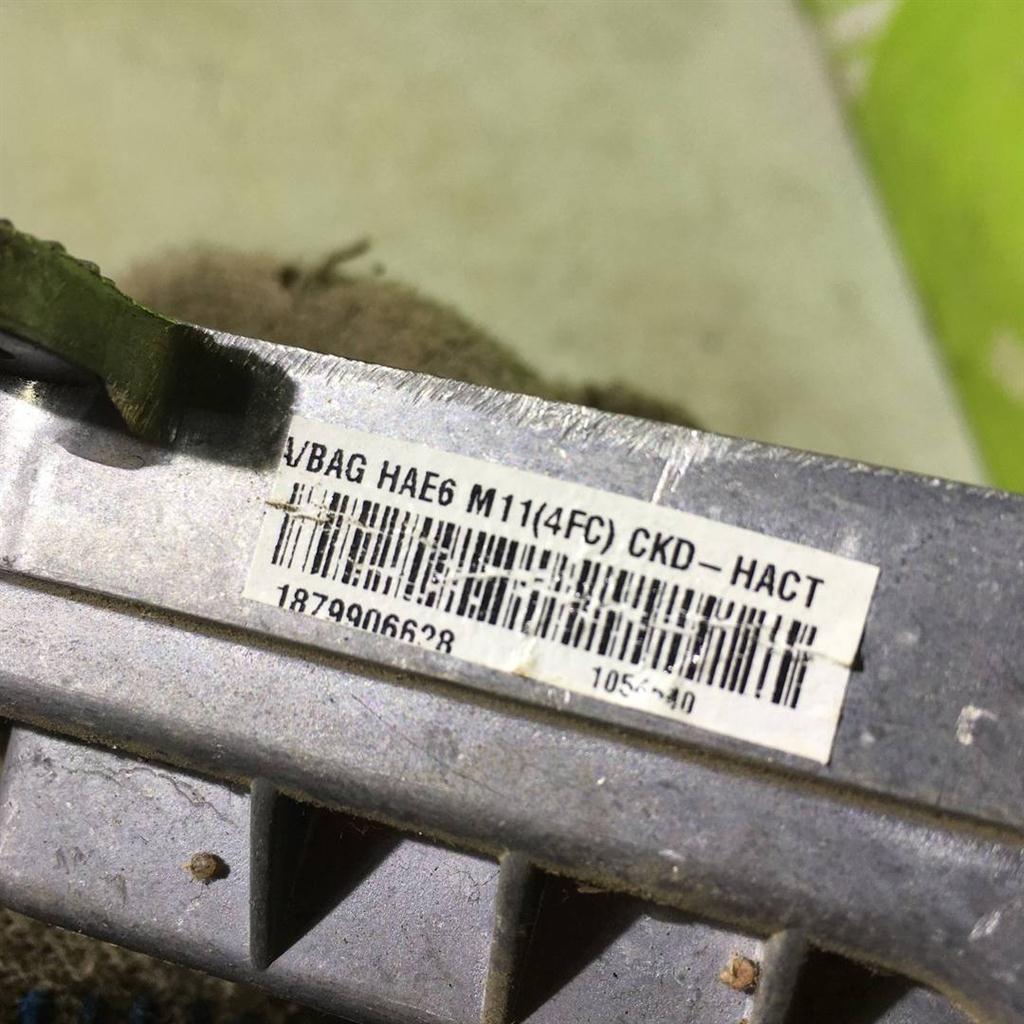 A/BAG HAE6 M11(4FC) CKD-HACT
1879906628